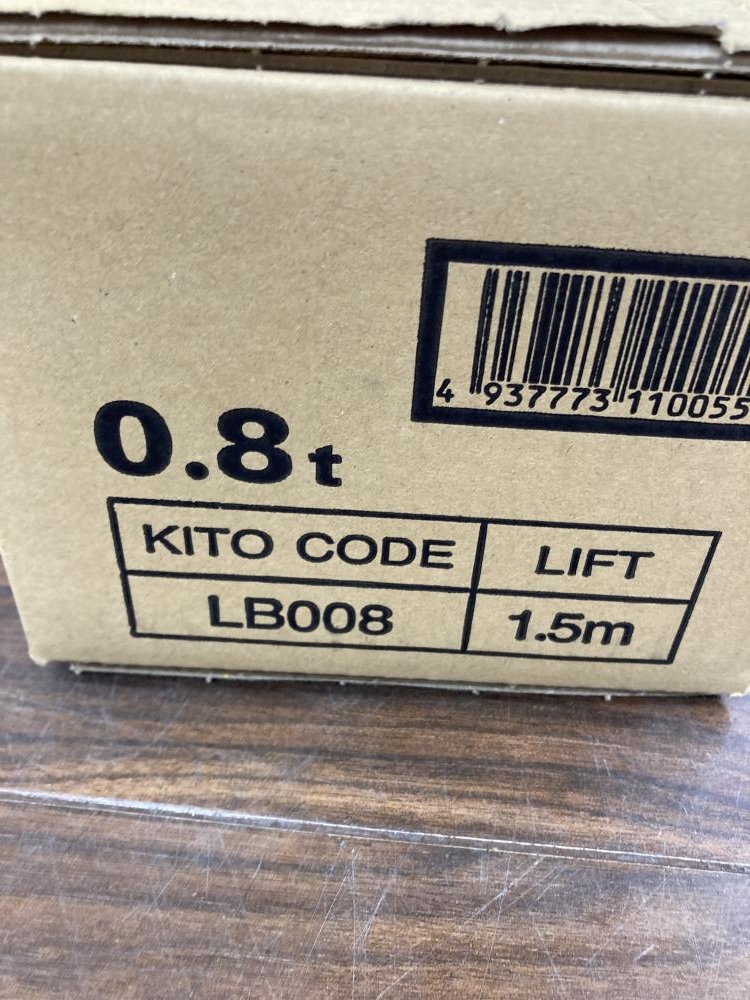 4 937773 110055
0.8t
KITO CODE LIFT
LB008 1.5m